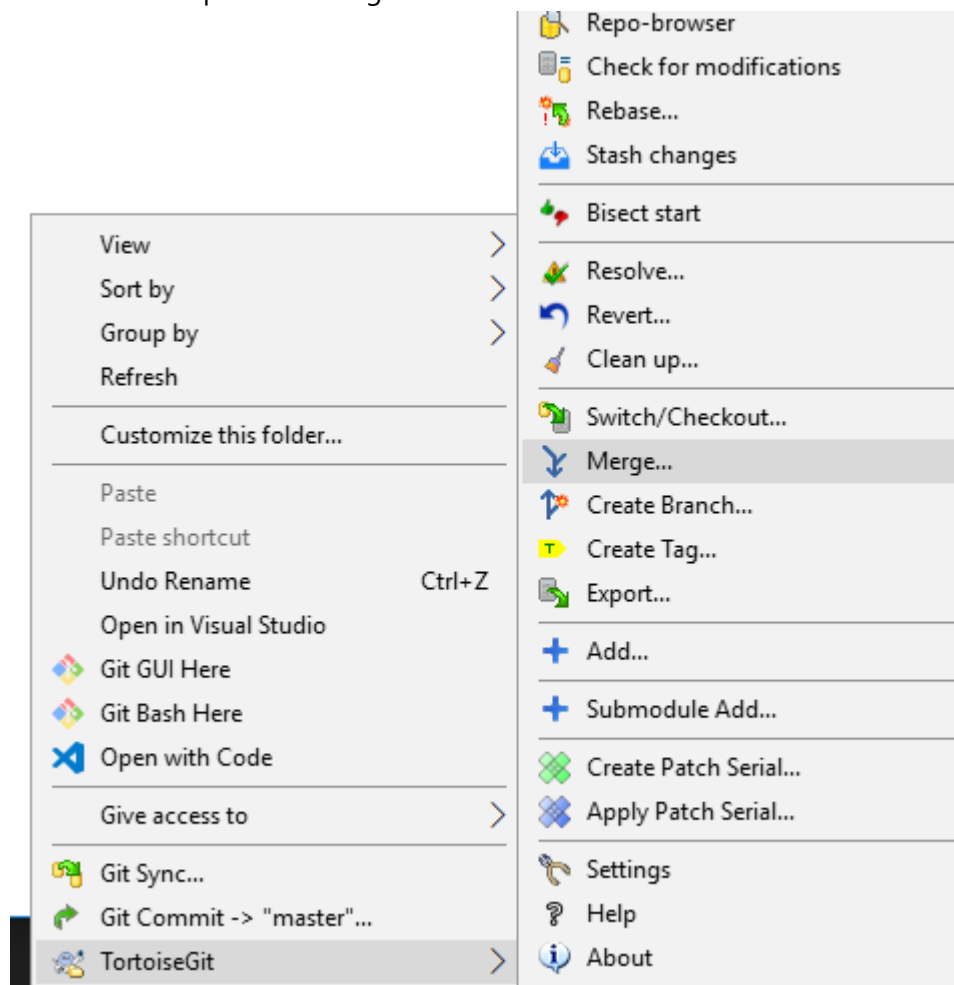 Repo-browser
Check for modifications
Rebase...
Stash changes
Bisect start
Resolve...
Revert...
Clean up...
Switch/Checkout...
Merge...
Create Branch...
T
Create Tag...
Export...
Add...
Submodule Add...
Create Patch Serial...
Apply Patch Serial...
Settings
Help
About
View
Sort by
Group by
Refresh
Customize this folder...
Paste
Paste shortcut
Undo Rename Ctrl+Z
Open in Visual Studio
Git GUI Here
Git Bash Here
Open with Code
Give access to
Git Sync...
Git Commit -> "master"...
TortoiseGit